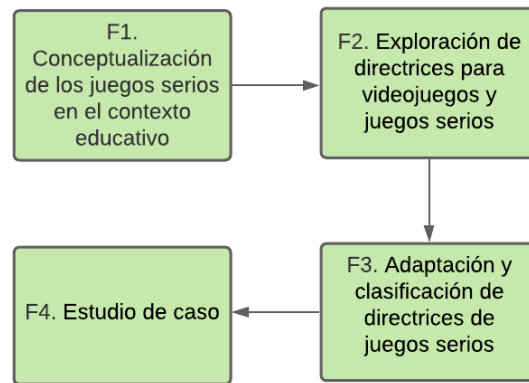 F1.
Conceptualización
de los juegos serios
en el contexto
educativo
F2. Exploración de
directrices para
videojuegos y
juegos serios
F3. Adaptación y
clasificación de
directrices de
juegos serios
F4. Estudio de caso